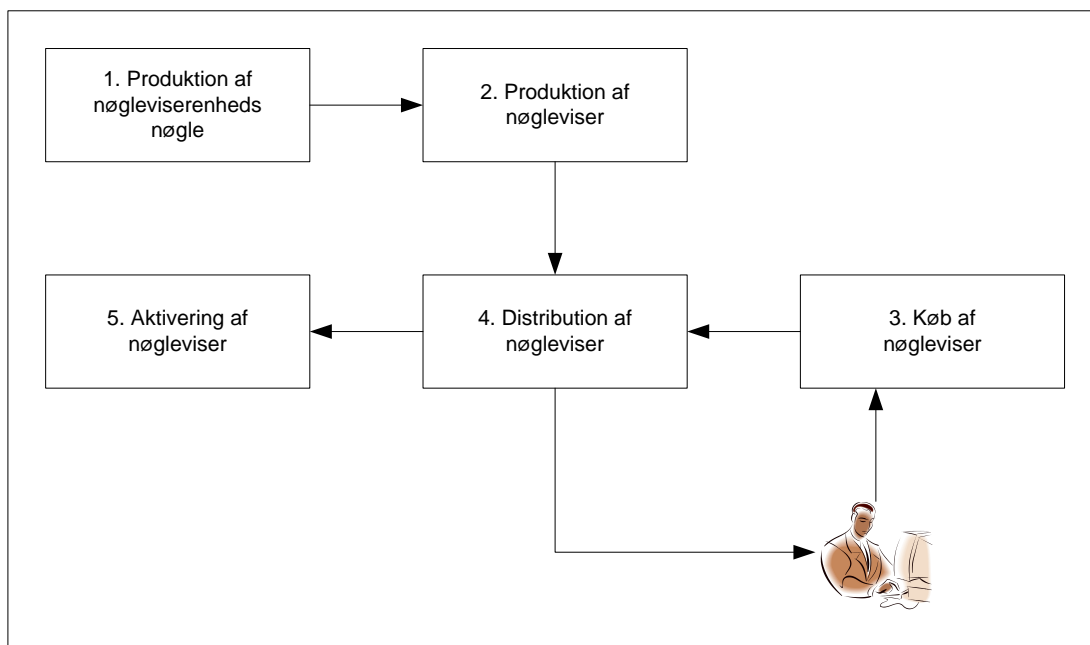 1. Produktion af
nøgleviserenheds
nøgle
2. Produktion af
nøgleviser
5. Aktivering af
nøgleviser
4. Distribution af
nøgleviser
3. Køb af
nøgleviser